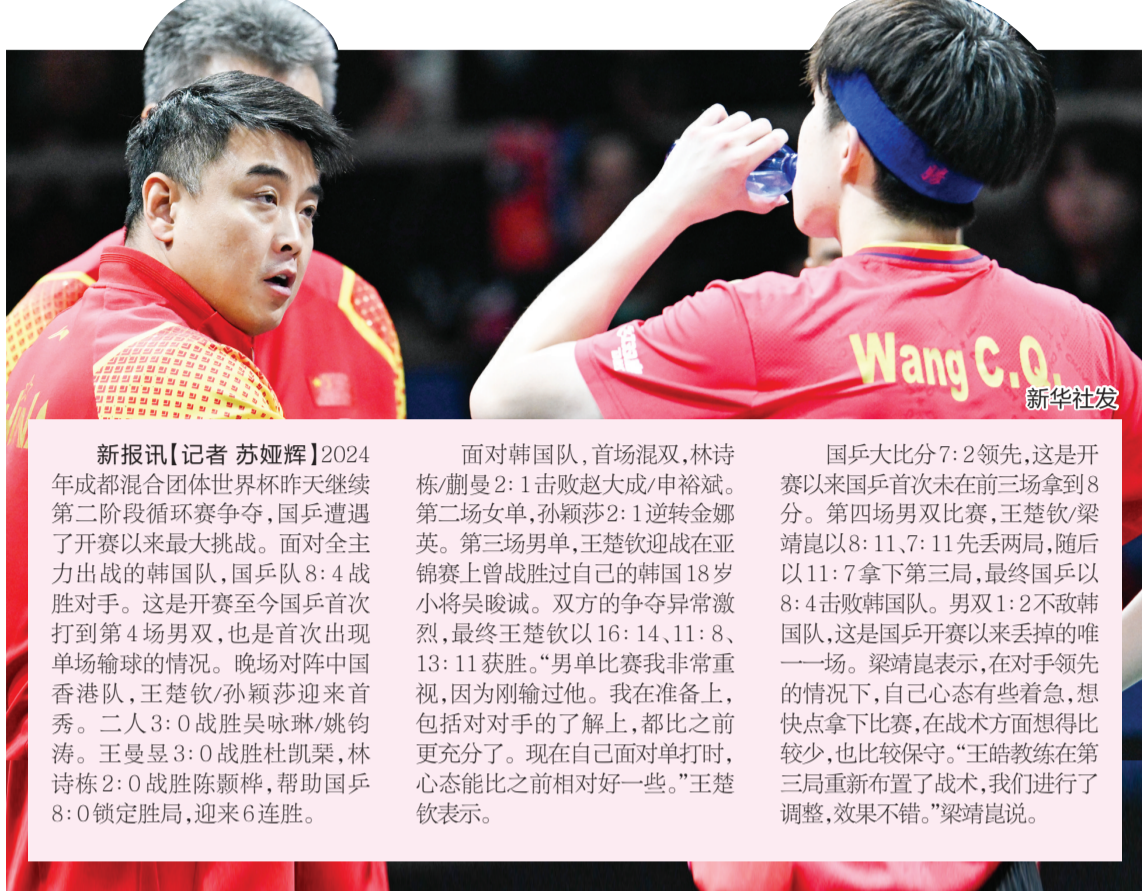 Wang C.Q.
新华社发
新报讯【记者 苏娅辉】2024
年成都混合团体世界杯昨天继续
第二阶段循环赛争夺,国乒遭遇
了开赛以来最大挑战。面对全主
力出战的韩国队,国乒队8:4战
胜对手。这是开赛至今国乒首次
打到第4场男双,也是首次出现
单场输球的情况。晚场对阵中国
香港队,王楚钦/孙颖莎迎来首
秀。二人3:0战胜吴咏琳/姚钧
涛。王曼昱3:0战胜杜凯琹,林
诗栋2:0战胜陈颢桦,帮助国乒
8:0锁定胜局,迎来6连胜。
面对韩国队,首场混双,林诗
栋/蒯曼2:1击败赵大成/申裕斌。
第二场女单,孙颖莎2:1逆转金娜
英。第三场男单,王楚钦迎战在亚
锦赛上曾战胜过自己的韩国18岁
小将吴晙诚。双方的争夺异常激
烈,最终王楚钦以16:14、11:8、
13:11获胜。“男单比赛我非常重
视,因为刚输过他。我在准备上,
包括对对手的了解上,都比之前
更充分了。现在自己面对单打时,
心态能比之前相对好一些。”王楚
钦表示。
国乒大比分7:2领先,这是开
赛以来国乒首次未在前三场拿到8
分。第四场男双比赛,王楚钦/梁
靖崑以8:11、7:11先丢两局,随后
以11:7拿下第三局,最终国乒以
8:4击败韩国队。男双1:2不敌韩
国队,这是国乒开赛以来丢掉的唯
一一场。梁靖崑表示,在对手领先
的情况下,自己心态有些着急,想
快点拿下比赛,在战术方面想得比
较少,也比较保守。“王皓教练在第
三局重新布置了战术,我们进行了
调整,效果不错。”梁靖崑说。